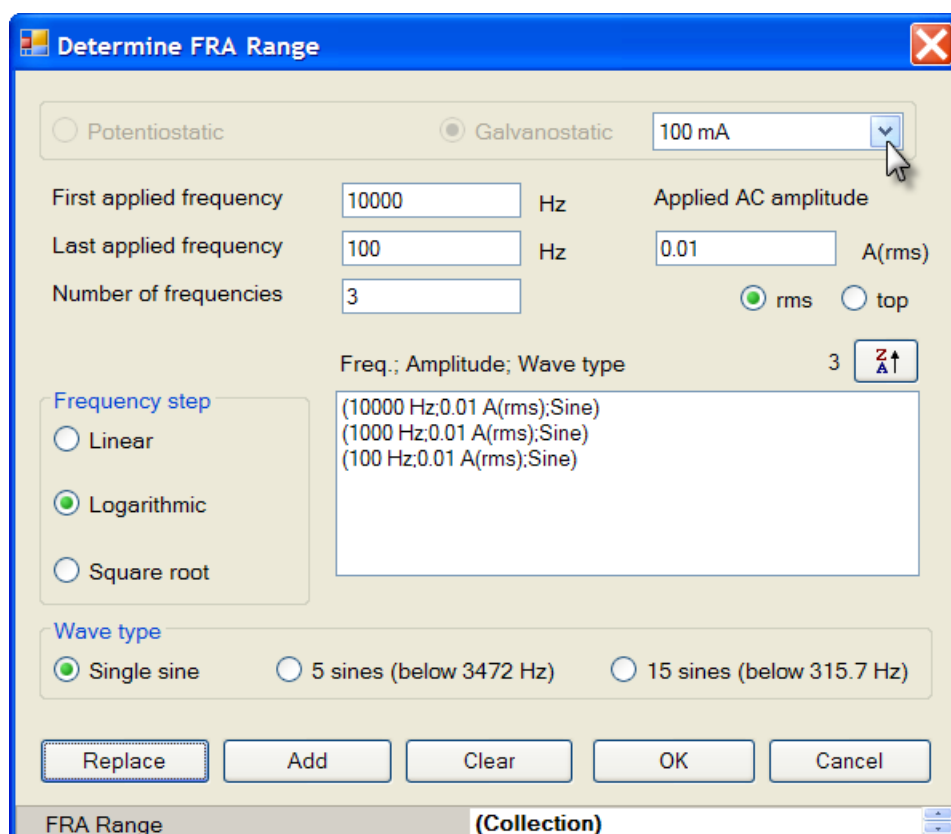 Determine FRA Range
Potentiostatic Galvanostatic 100 mA
First applied frequency 10000 Hz Applied AC amplitude
Last applied frequency 100 Hz 0.01 A(rms)
Number of frequencies 3 rms top
Freq.; Amplitude; Wave type 3 Z A
Frequency step
(10000 Hz;0.01 A(rms);Sine)
Linear
(1000 Hz;0.01 A(rms);Sine)
(100 Hz;0.01 A(rms);Sine)
Logarithmic
Square root
Wave type
Single sine 5 sines (below 3472 Hz) 15 sines (below 315.7 Hz)
Replace Add Clear OK Cancel
FRA Range (Collection)